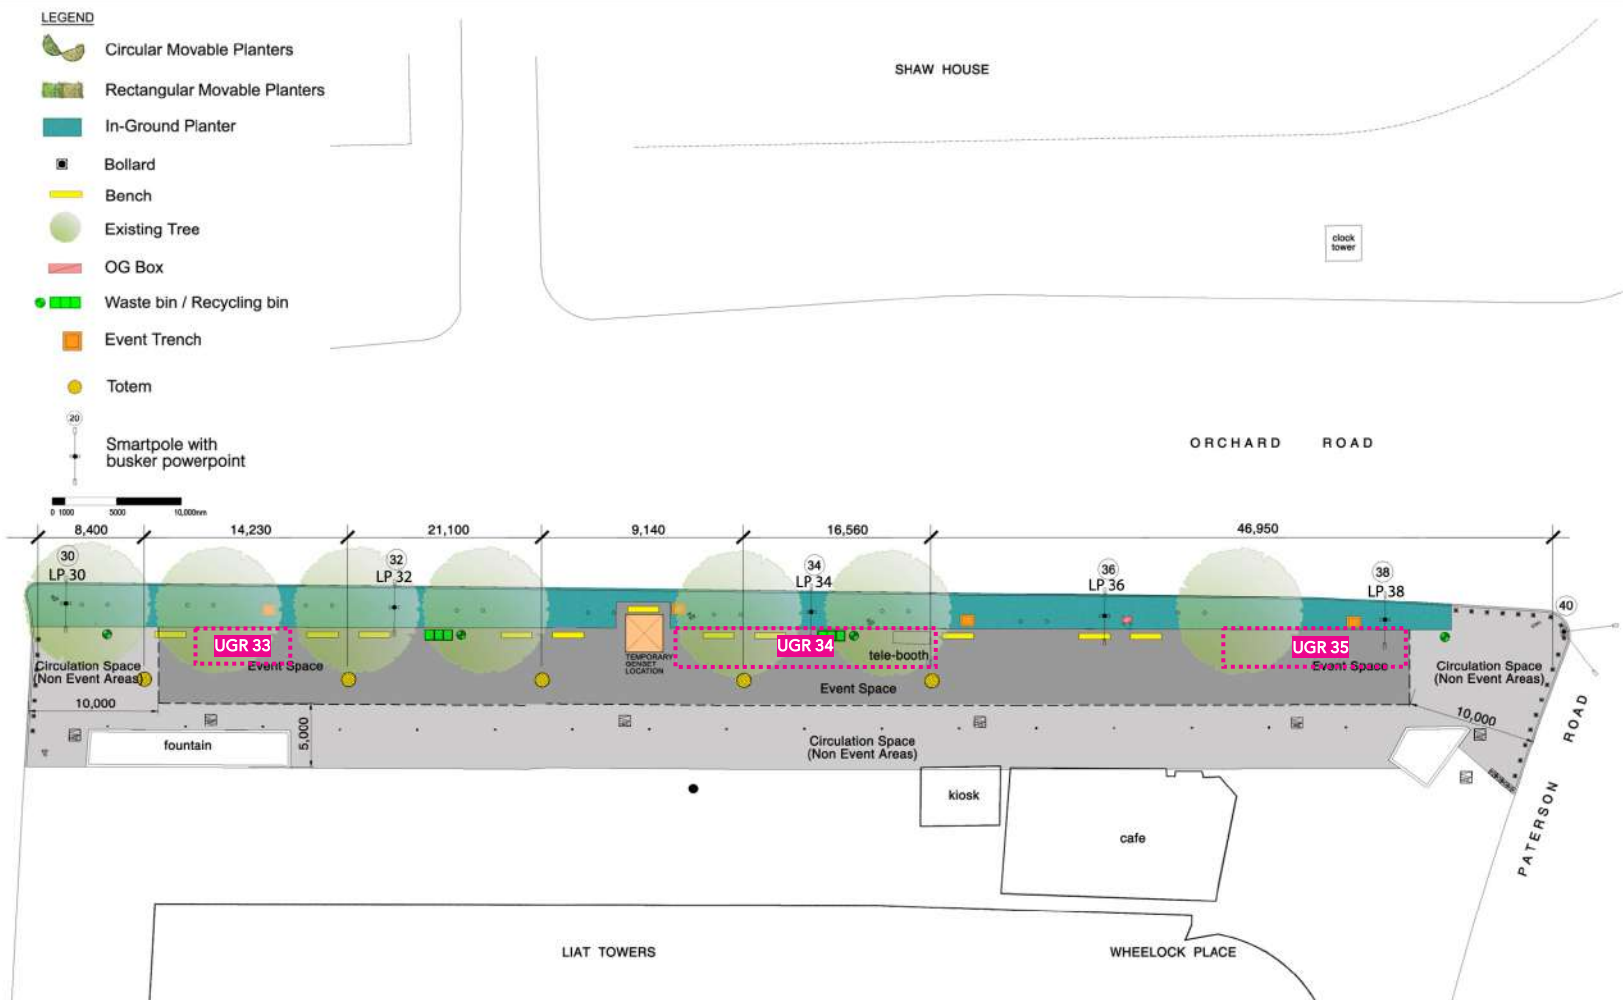 LEGEND
Circular Movable Planters
Rectangular Movable Planters
In-Ground Planter
Bollard
Bench
Existing Tree
OG Box
Waste bin / Recycling bin
Event Trench
Totem
20
Smartpole with
busker powerpoint
0 1000 5000 10,000mm
SHAW HOUSE
clock
tower
ORCHARD ROAD
8,400 14,230 21,100 9,140 16,560 46,950
30
LP 30
32
LP 32
34
LP 34
36
LP 36
38
LP 38
40
UGR 33
UGR 34
UGR 35
Circulation Space
(Non Event Areas)
Event Space
TEMPORARY
GENSET
LOCATION
tele-booth
Event Space
Event Space
Circulation Space
(Non Event Areas)
10,000
10,000
5,000
fountain
Circulation Space
(Non Event Areas)
kiosk
cafe
PATERSON ROAD
LIAT TOWERS
WHEELOCK PLACE